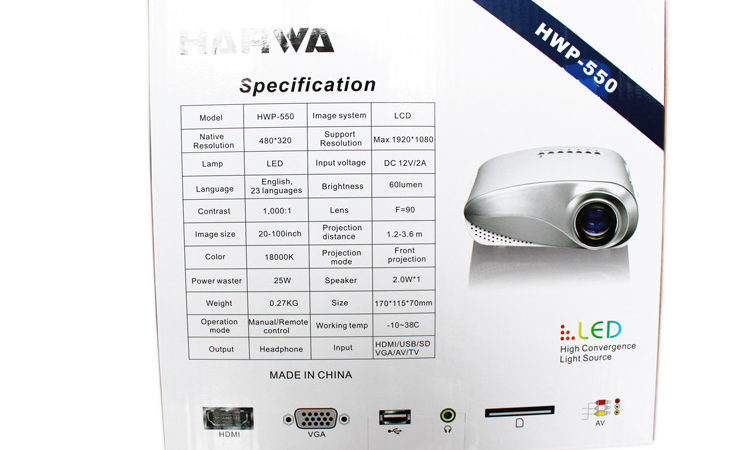 HAHWA
HWP-550
Specification
Model HWP-550 Image system LCD
Native Resolution 480*320 Support Resolution Max 1920*1080
Lamp LED Input voltage DC 12V/2A
Language English, 23 languages Brightness 60lumen
Contrast 1,000:1 Lens F=90
Image size 20-100inch Projection distance 1.2-3.6 m
Color 18000K Projection mode Front projection
Power waster 25W Speaker 2.0W*1
Weight 0.27KG Size 170*115*70mm
Operation mode Manual/Remote control Working temp -10~38C
Output Headphone Input HDMI/USB/SD VGA/AV/TV
MADE IN CHINA
LED
High Convergence
Light Source
HDMI VGA AV